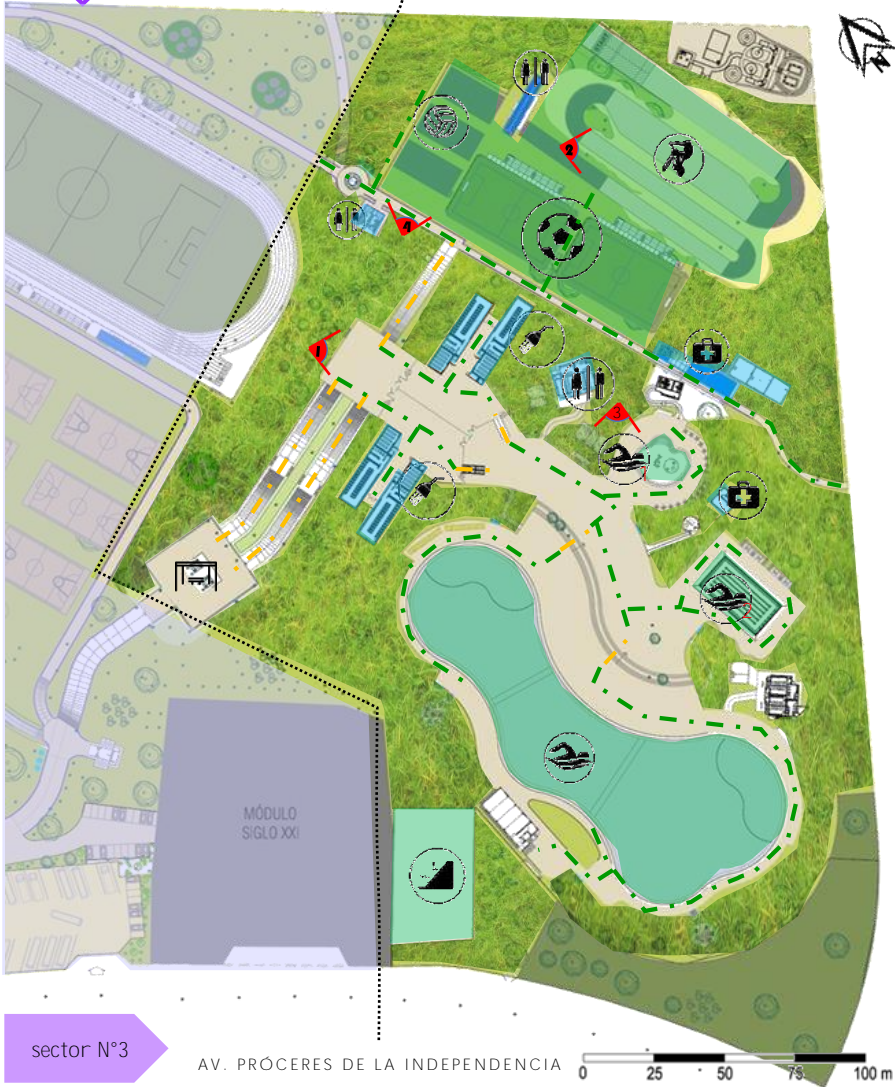 2
4
1
3
MÓDULO
SIGLO XXI
sector N°3
AV. PRÓCERES DE LA INDEPENDENCIA
0 25 50 75 100 m